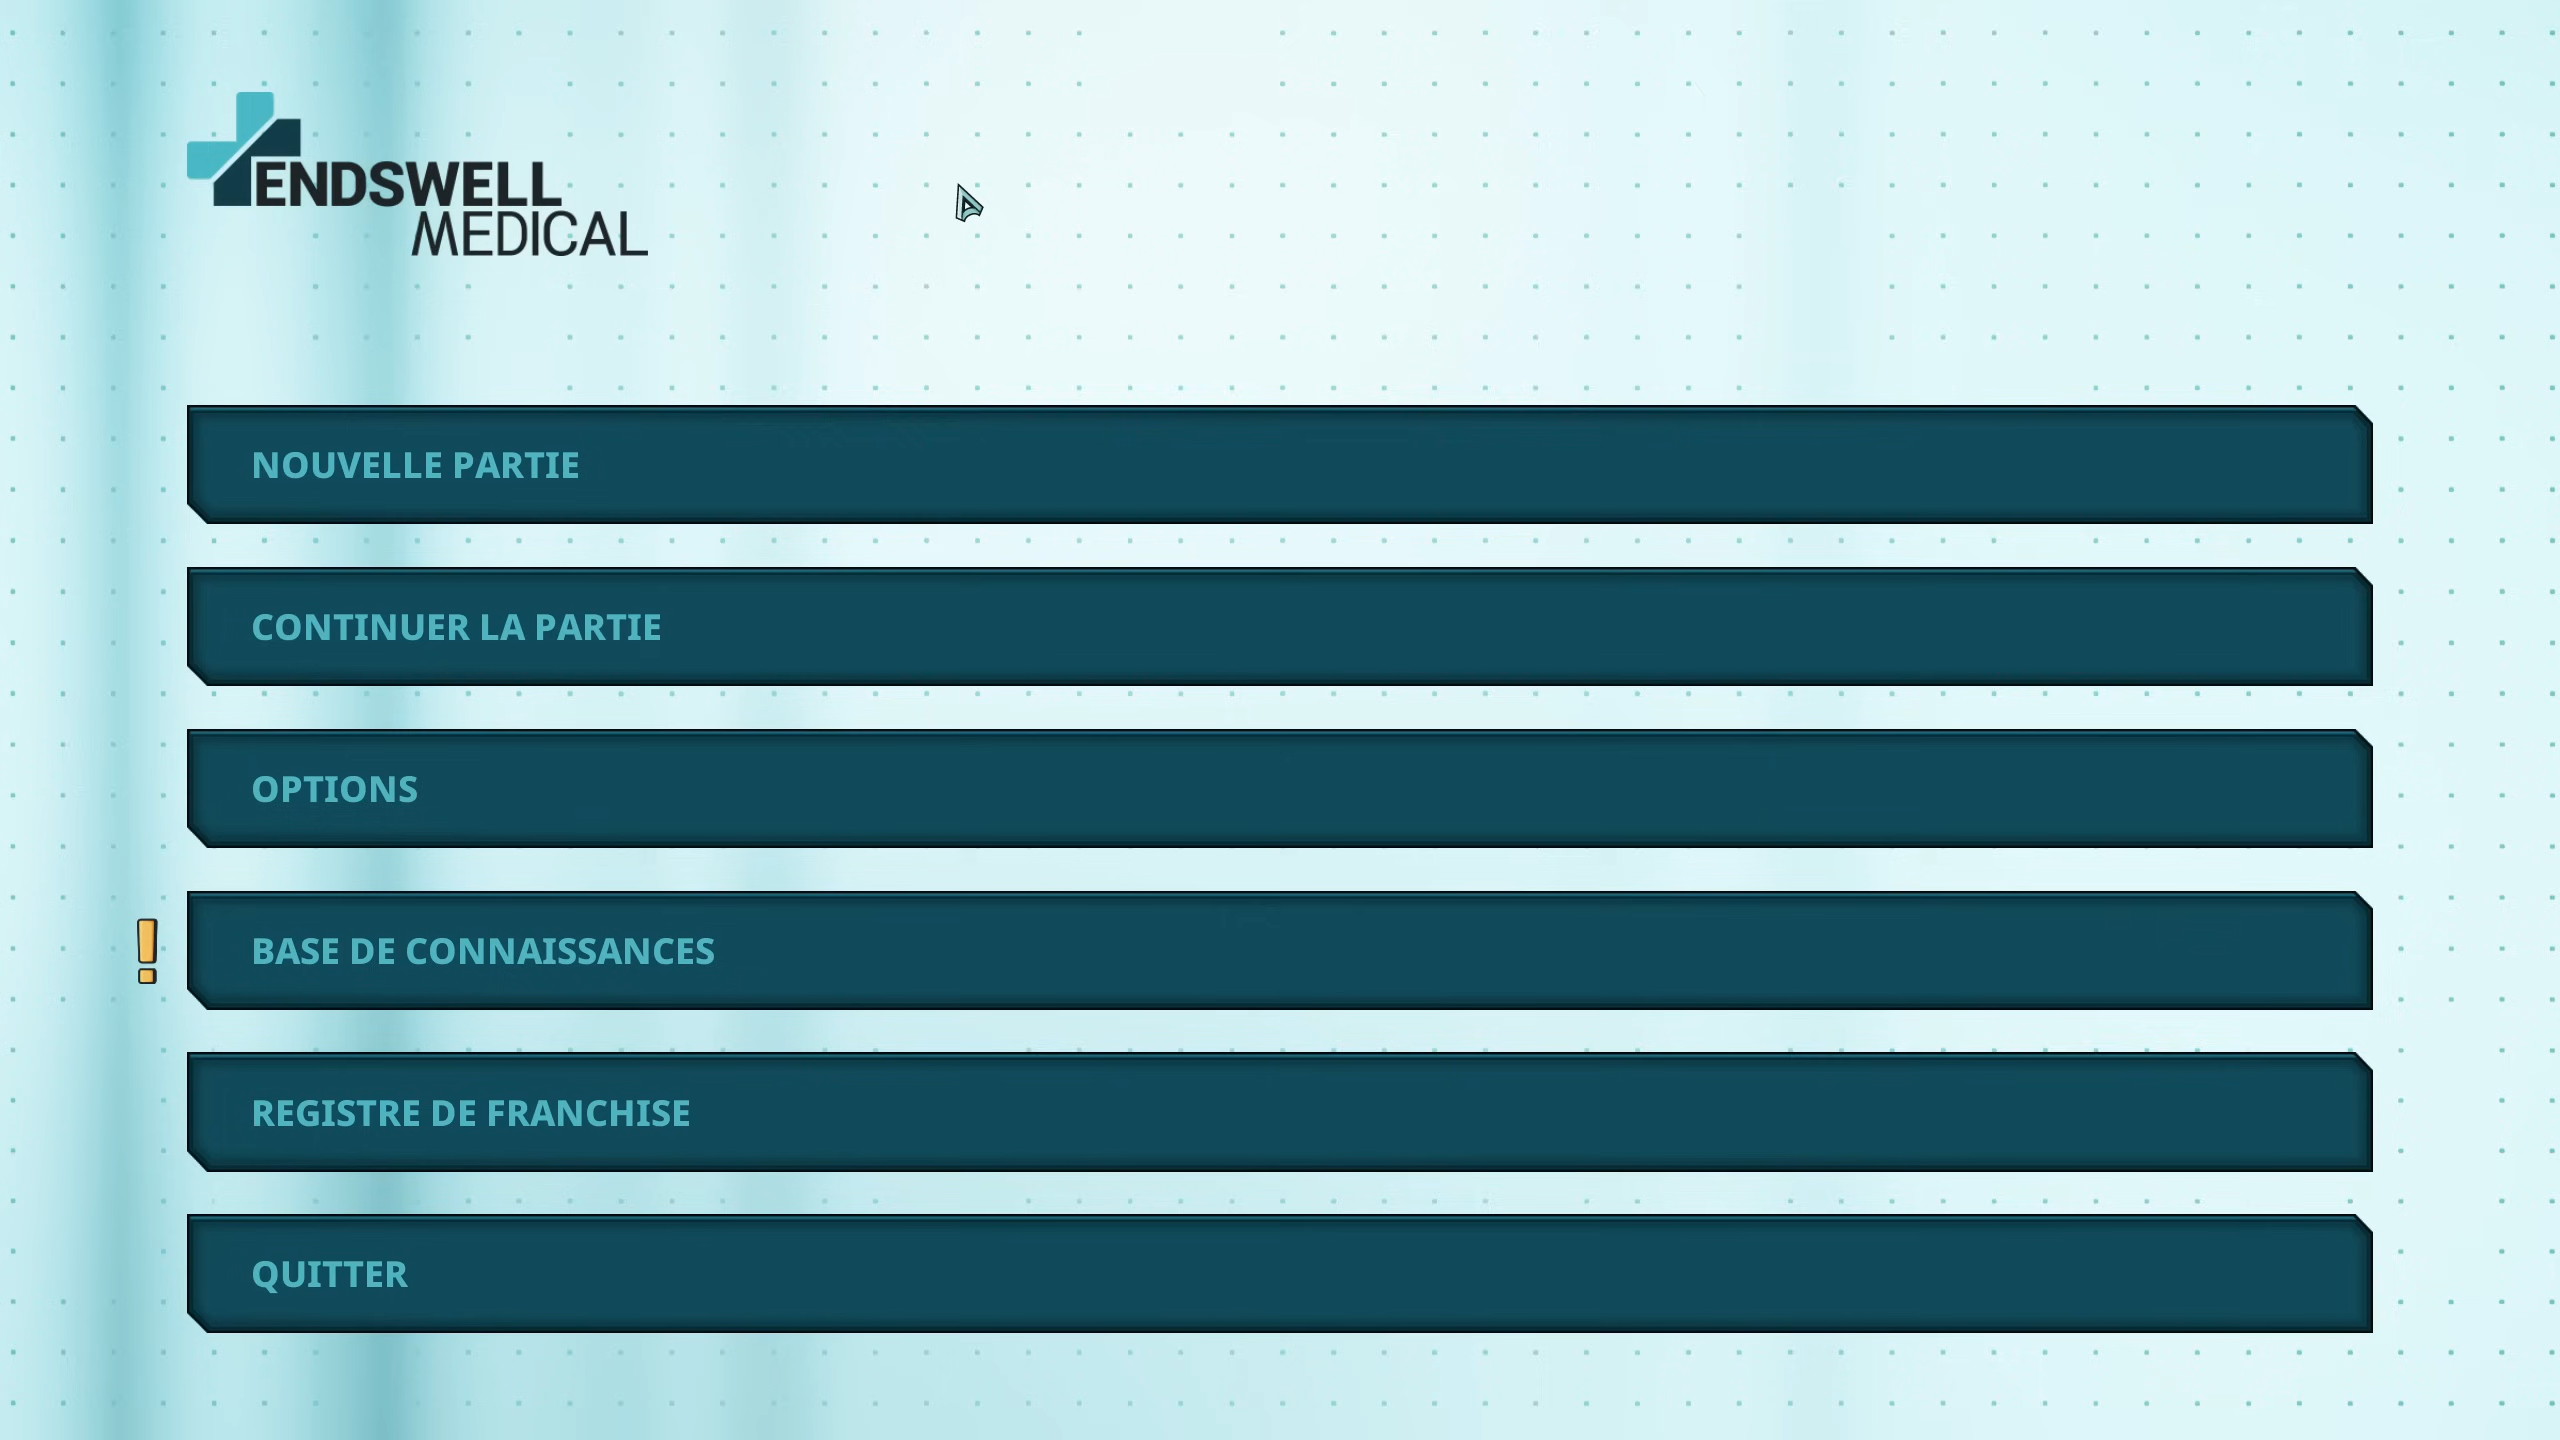 ENDSWELL
MEDICAL
NOUVELLE PARTIE
CONTINUER LA PARTIE
OPTIONS
! BASE DE CONNAISSANCES
REGISTRE DE FRANCHISE
QUITTER